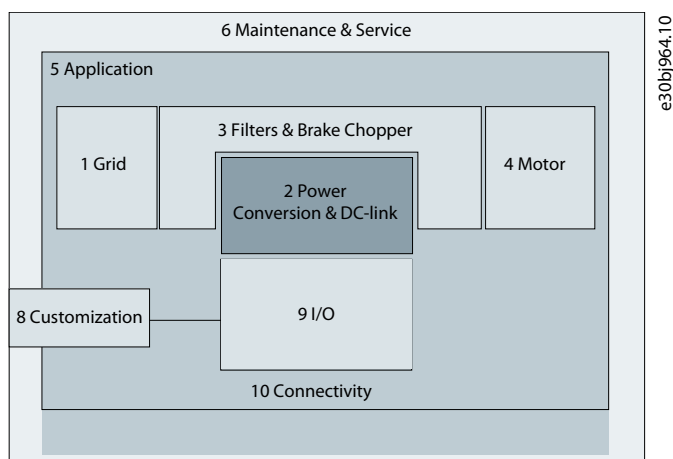 6 Maintenance & Service
5 Application
3 Filters & Brake Chopper
1 Grid
4 Motor
2 Power
Conversion & DC-link
8 Customization
9 I/O
10 Connectivity
e30bj964.10